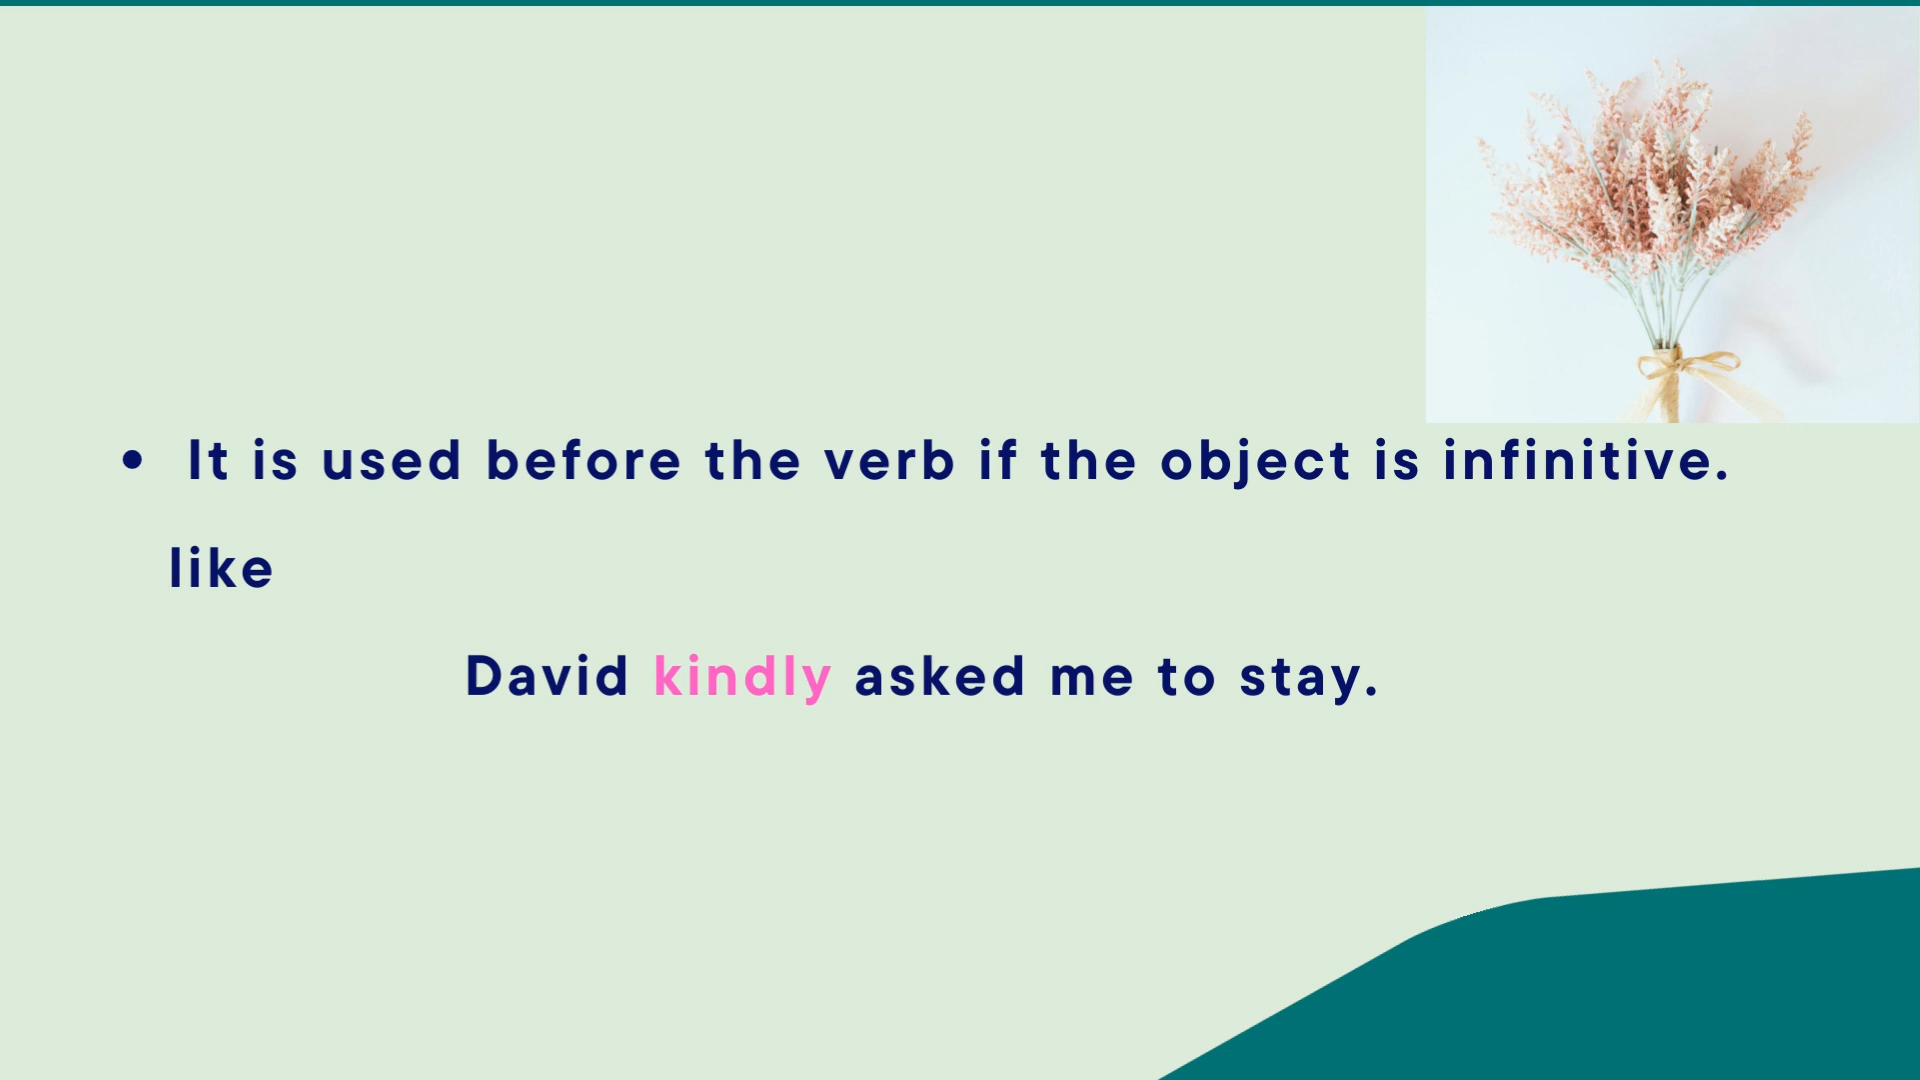 • It is used before the verb if the object is infinitive.
like
David kindly asked me to stay.